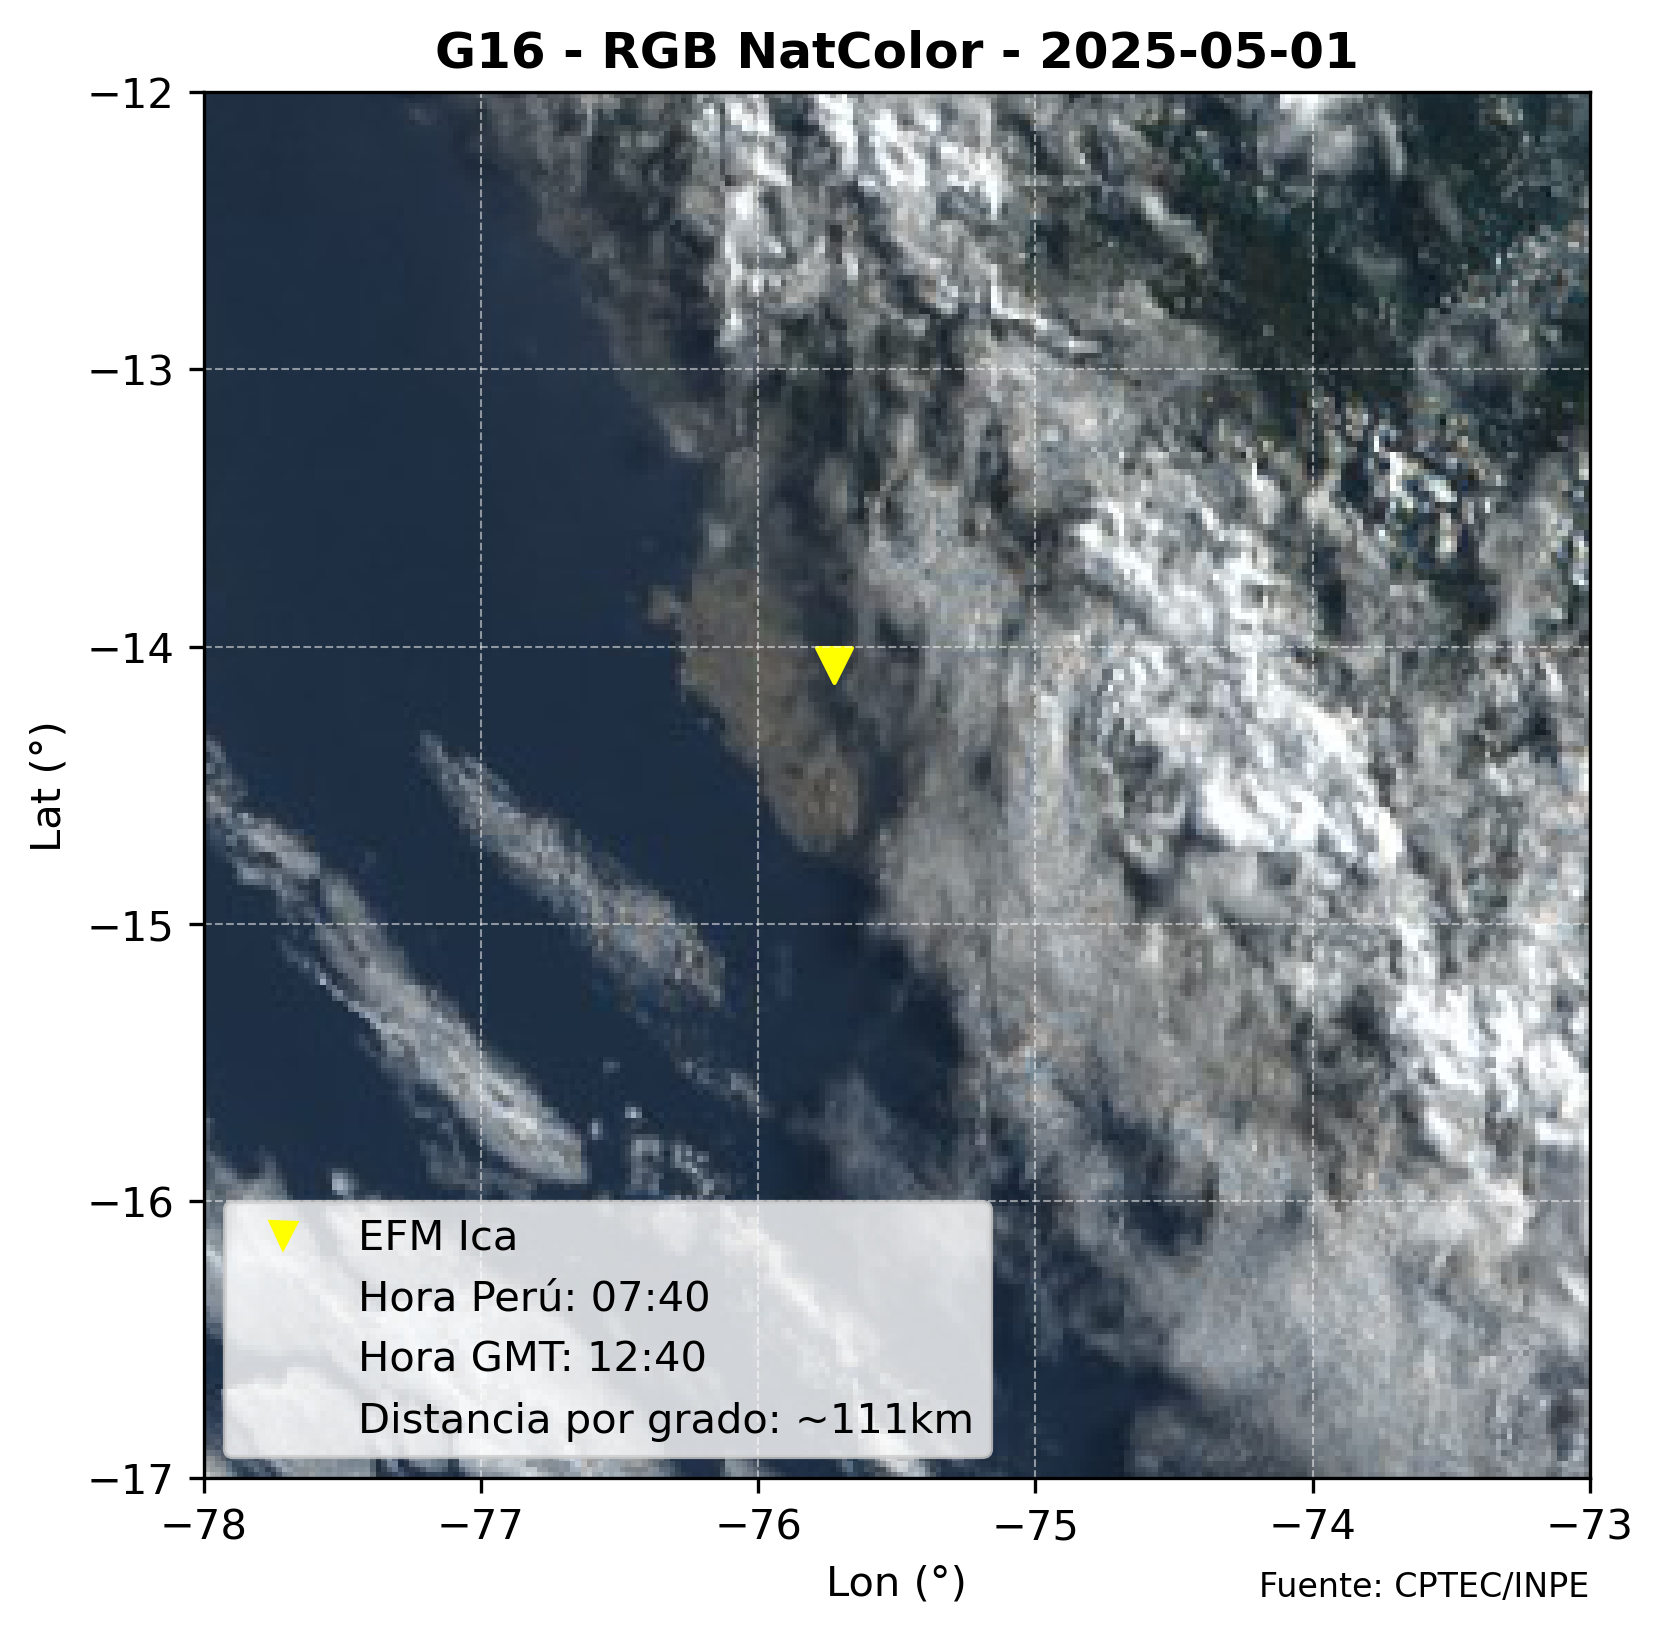 G16 - RGB NatColor - 2025-05-01
−12
−13
−14
−15
−16
−17
Lat (°)
EFM Ica
Hora Perú: 07:40
Hora GMT: 12:40
Distancia por grado: ~111km
−78 −77 −76 −75 −74 −73
Lon (°)
Fuente: CPTEC/INPE